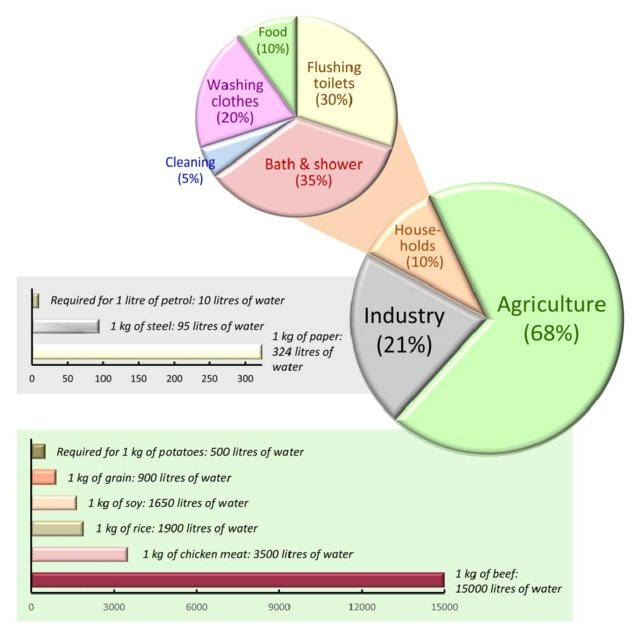 Food
(10%)
Flushing
toilets
(30%)
Washing
clothes
(20%)
Cleaning
(5%)
Bath & shower
(35%)
House-
holds
(10%)
Agriculture
(68%)
Industry
(21%)
Required for 1 litre of petrol: 10 litres of water
1 kg of steel: 95 litres of water
1 kg of paper:
324 litres of
water
0 50 100 150 200 250 300
Required for 1 kg of potatoes: 500 litres of water
1 kg of grain: 900 litres of water
1 kg of soy: 1650 litres of water
1 kg of rice: 1900 litres of water
1 kg of chicken meat: 3500 litres of water
1 kg of beef:
15000 litres of water
0 3000 6000 9000 12000 15000